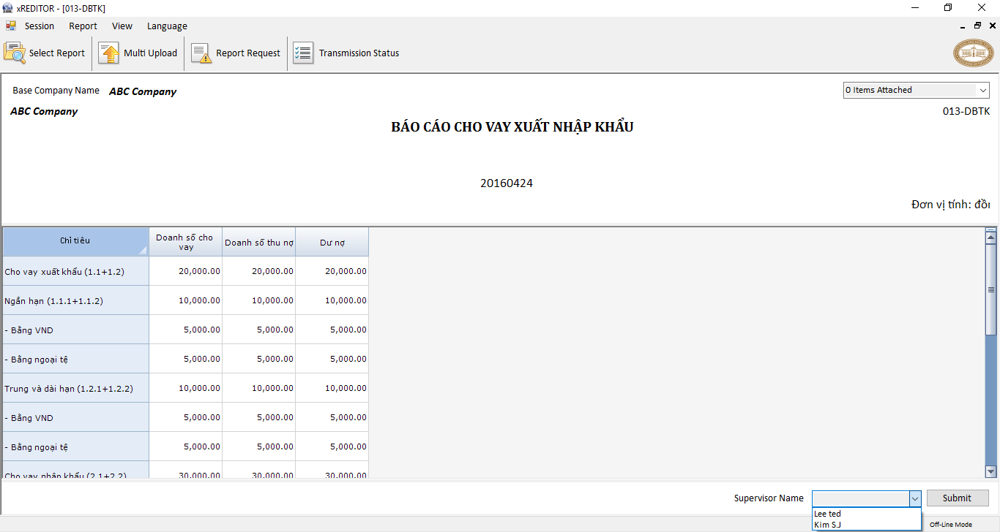 xREDITOR - [013-DBTK]
Session Report View Language
Select Report Multi Upload Report Request Transmission Status
Base Company Name ABC Company 0 Items Attached
ABC Company 013-DBTK
BÁO CÁO CHO VAY XUẤT NHẬP KHẨU
20160424
Đơn vị tính:
Chỉ tiêu Doanh số cho vay Doanh số thu nợ Dư nợ
Cho vay xuất khẩu (1.1+1.2) 20,000.00 20,000.00 20,000.00
Ngắn hạn (1.1.1+1.1.2) 10,000.00 10,000.00 10,000.00
- Bằng VND 5,000.00 5,000.00 5,000.00
- Bằng ngoại tệ 5,000.00 5,000.00 5,000.00
Trung và dài hạn (1.2.1+1.2.2) 10,000.00 10,000.00 10,000.00
- Bằng VND 5,000.00 5,000.00 5,000.00
- Bằng ngoại tệ 5,000.00 5,000.00 5,000.00
Cho vay nhập khẩu (2.1+2.2) 30,000.00 30,000.00 30,000.00
Supervisor Name Submit
Lee ted
Kim S.J
Off-Line Mode